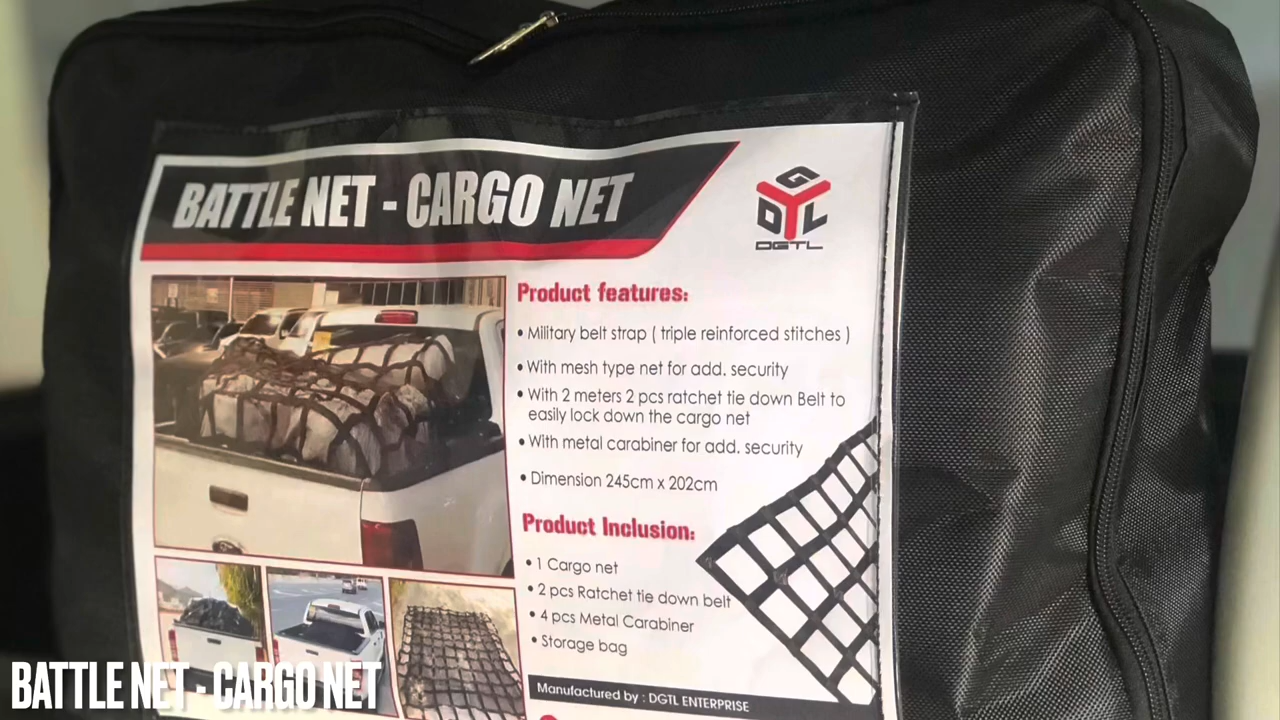 BATTLE NET - CARGO NET
G
D L
DGTL
Product features:
• Military belt strap ( triple reinforced stitches )
• With mesh type net for add. security
• With 2 meters 2 pcs ratchet tie down Belt to
easily lock down the cargo net
• With metal carabiner for add. security
• Dimension 245cm x 202cm
Product Inclusion:
• 1 Cargo net
• 2 pcs Ratchet tie down belt
• 4 pcs Metal Carabiner
• Storage bag
Manufactured by : DGTL ENTERPRISE
BATTLE NET - CARGO NET